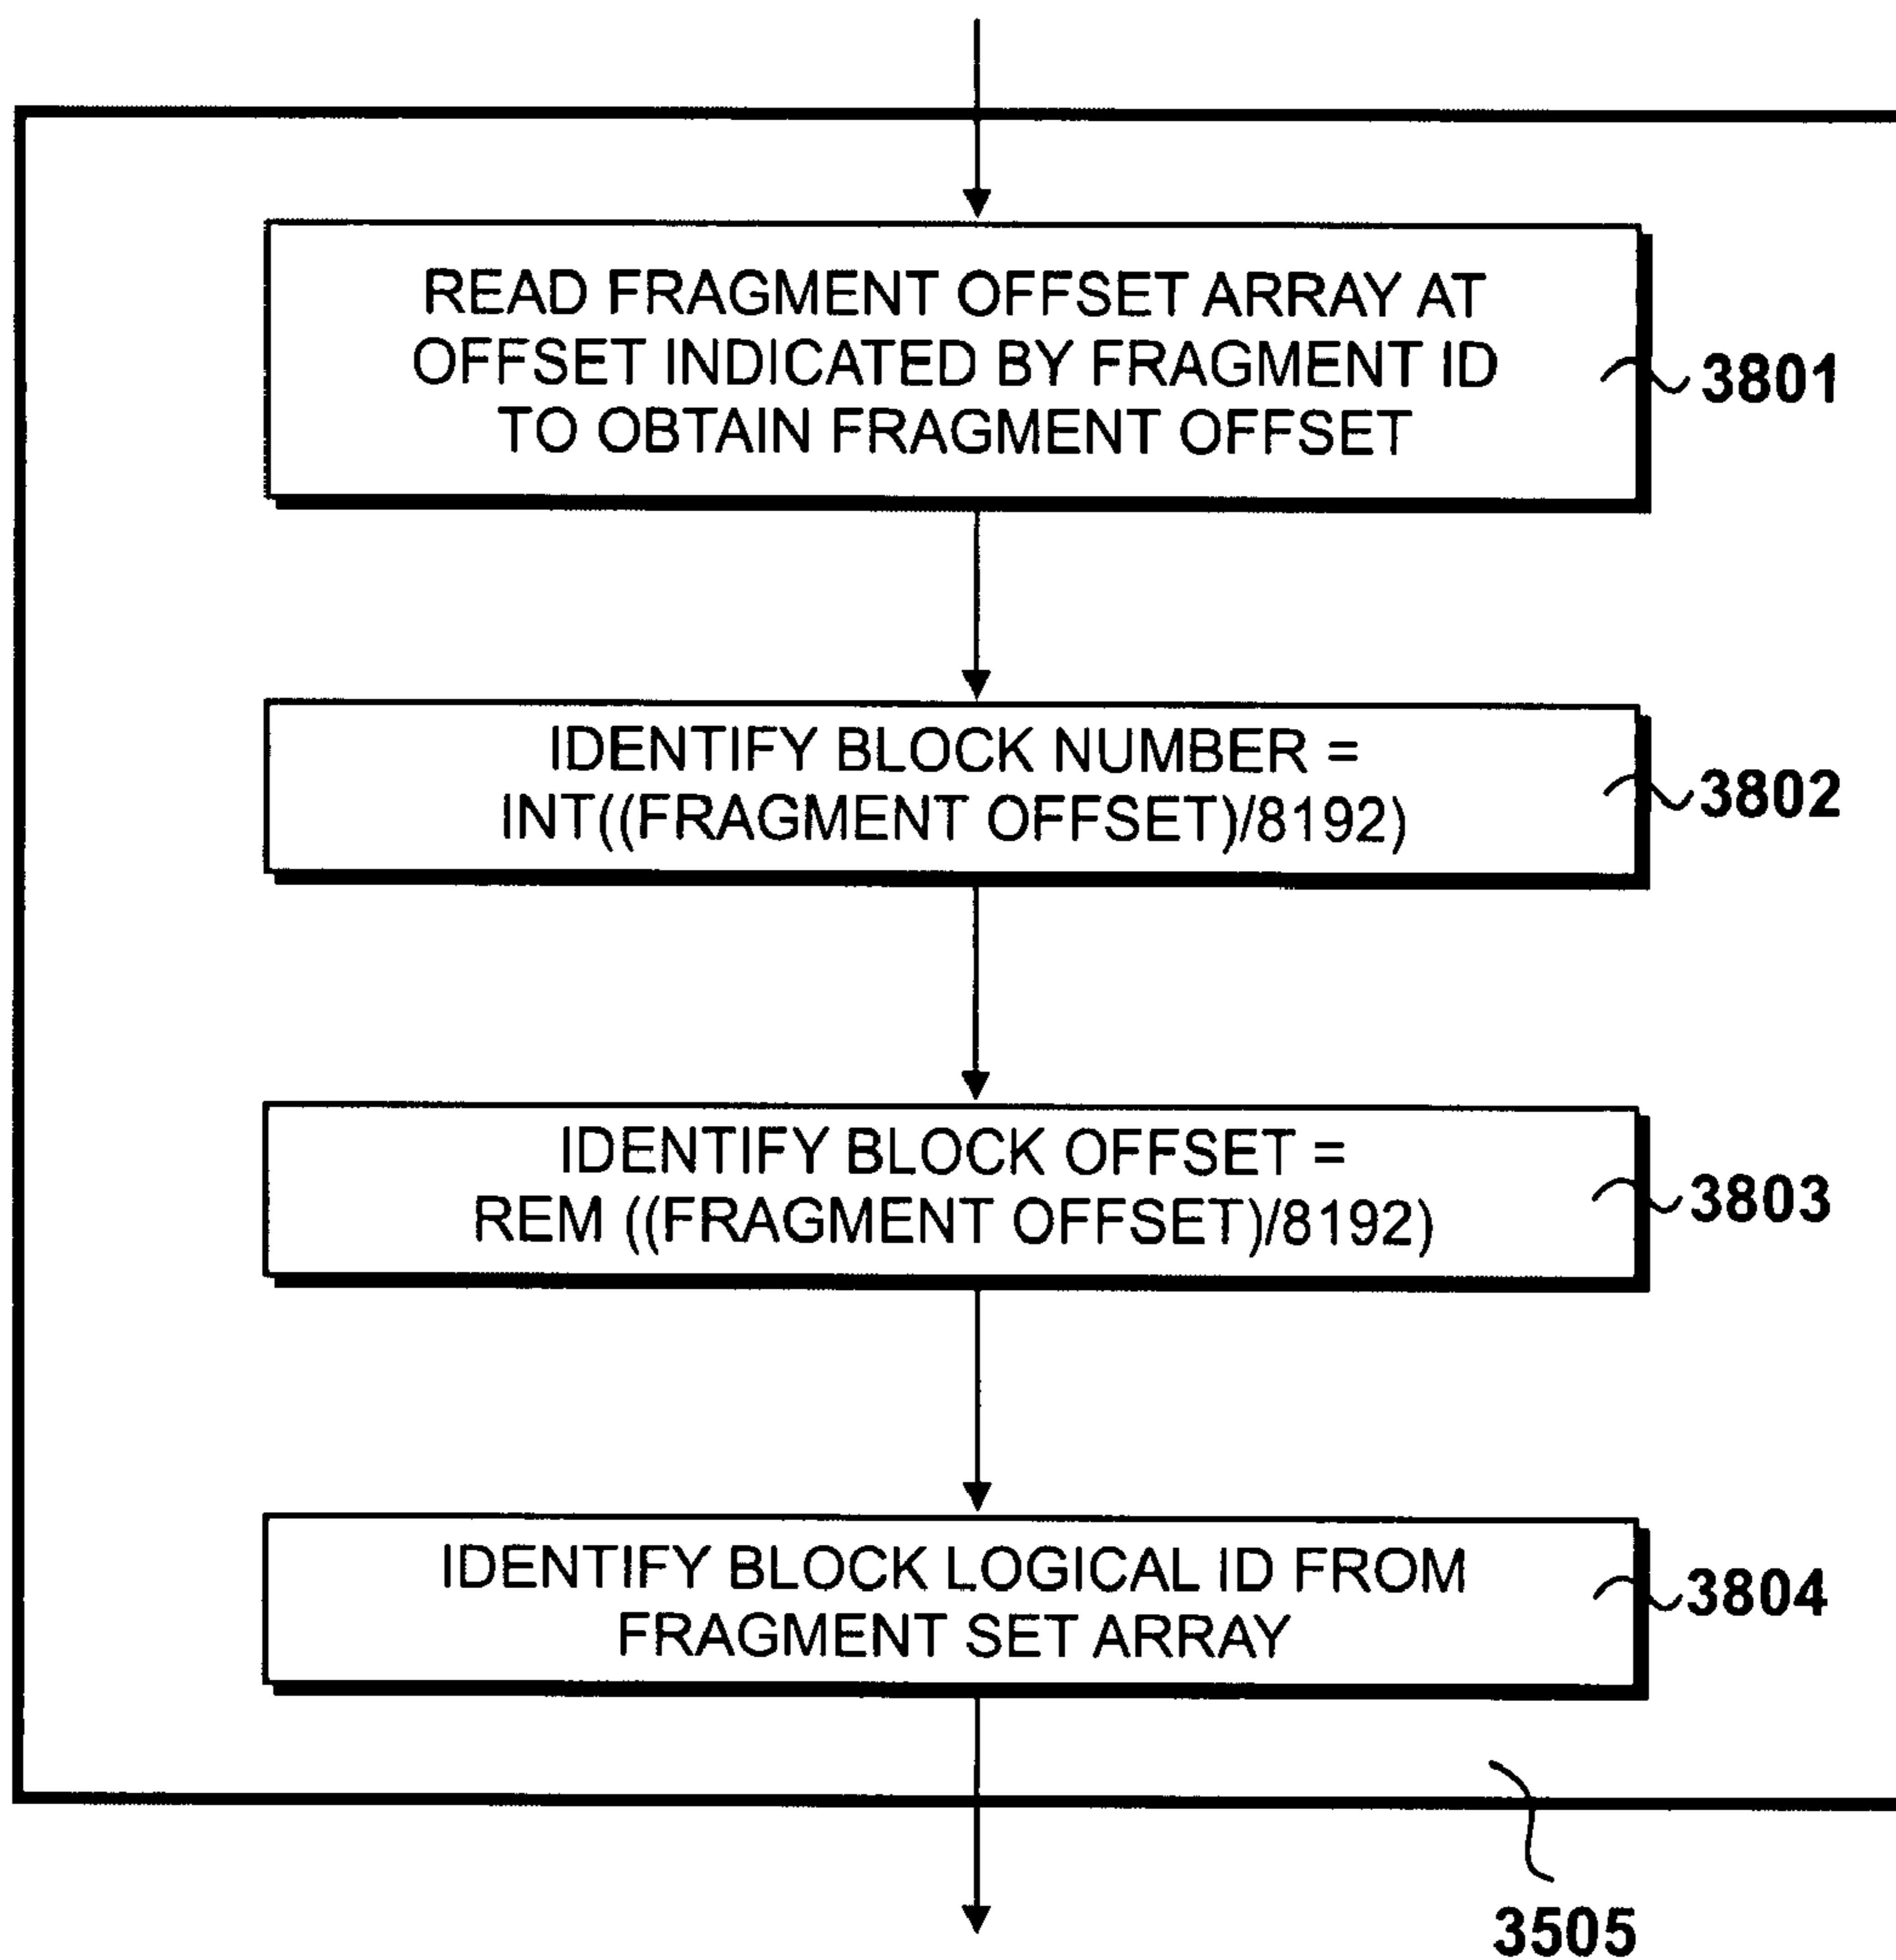 READ FRAGMENT OFFSET ARRAY AT
OFFSET INDICATED BY FRAGMENT ID
TO OBTAIN FRAGMENT OFFSET
3801
IDENTIFY BLOCK NUMBER =
INT((FRAGMENT OFFSET)/8192)
3802
IDENTIFY BLOCK OFFSET =
REM ((FRAGMENT OFFSET)/8192)
3803
IDENTIFY BLOCK LOGICAL ID FROM
FRAGMENT SET ARRAY
3804
3505